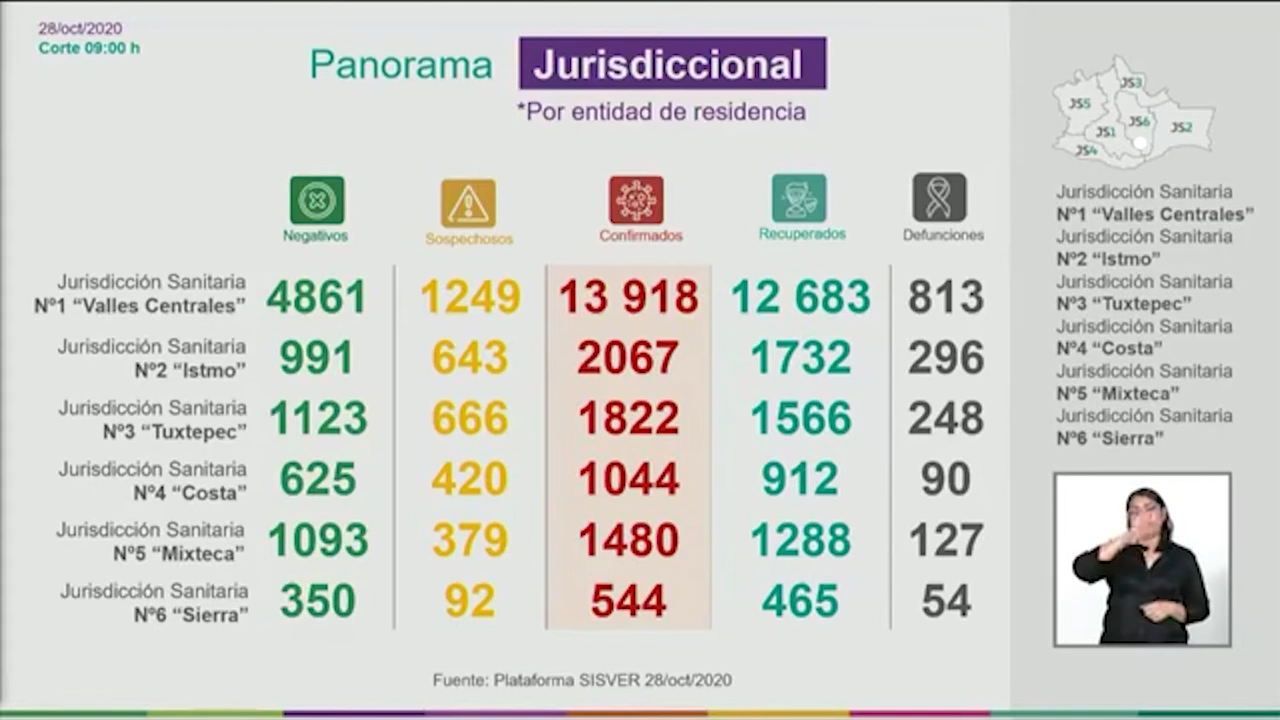 28/oct/2020
Corte 09:00 h
Panorama Jurisdiccional
*Por entidad de residencia
Negativos
Sospechosos
Confirmados
Recuperados
Defunciones
Jurisdicción Sanitaria
Nº1 “Valles Centrales” 4861 1249 13 918 12 683 813
Jurisdicción Sanitaria
Nº2 “Istmo” 991 643 2067 1732 296
Jurisdicción Sanitaria
Nº3 “Tuxtepec” 1123 666 1822 1566 248
Jurisdicción Sanitaria
Nº4 “Costa” 625 420 1044 912 90
Jurisdicción Sanitaria
Nº5 “Mixteca” 1093 379 1480 1288 127
Jurisdicción Sanitaria
Nº6 “Sierra” 350 92 544 465 54
Fuente: Plataforma SISVER 28/oct/2020
JS3
JS5
JS6
JS2
JS1
JS4
Jurisdicción Sanitaria
Nº1 “Valles Centrales”
Jurisdicción Sanitaria
Nº2 “Istmo”
Jurisdicción Sanitaria
Nº3 “Tuxtepec”
Jurisdicción Sanitaria
Nº4 “Costa”
Jurisdicción Sanitaria
Nº5 “Mixteca”
Jurisdicción Sanitaria
Nº6 “Sierra”